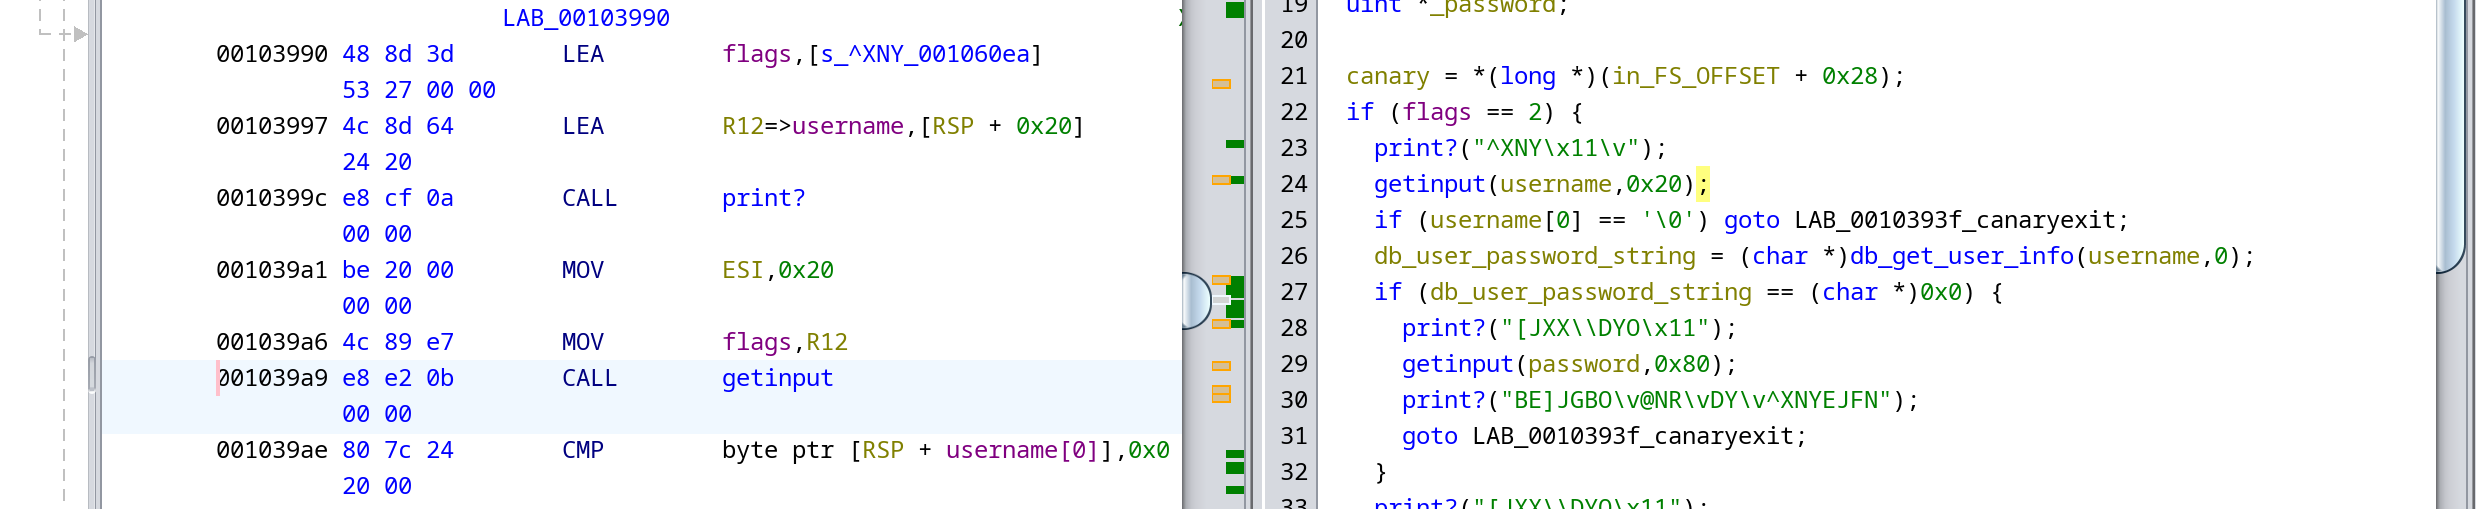 LAB_00103990
00103990 48 8d 3d LEA flags,[s_^XNY_001060ea]
53 27 00 00
00103997 4c 8d 64 LEA R12=>username,[RSP + 0x20]
24 20
0010399c e8 cf 0a CALL print?
00 00
001039a1 be 20 00 MOV ESI,0x20
00 00
001039a6 4c 89 e7 MOV flags,R12
001039a9 e8 e2 0b CALL getinput
00 00
001039ae 80 7c 24 CMP byte ptr [RSP + username[0]],0x0
20 00
19 uint *_password;
20
21 canary = *(long *)(in_FS_OFFSET + 0x28);
22 if (flags == 2) {
23 print?("^XNY\x11\v");
24 getinput(username,0x20);
25 if (username[0] == '\0') goto LAB_0010393f_canaryexit;
26 db_user_password_string = (char *)db_get_user_info(username,0);
27 if (db_user_password_string == (char *)0x0) {
28 print?("[JXX\\DYO\x11");
29 getinput(password,0x80);
30 print?("BE]JGBO\v@NR\vDY\v^XNYEJFN");
31 goto LAB_0010393f_canaryexit;
32 }
33 print?("[JXX\\DYO\x11");